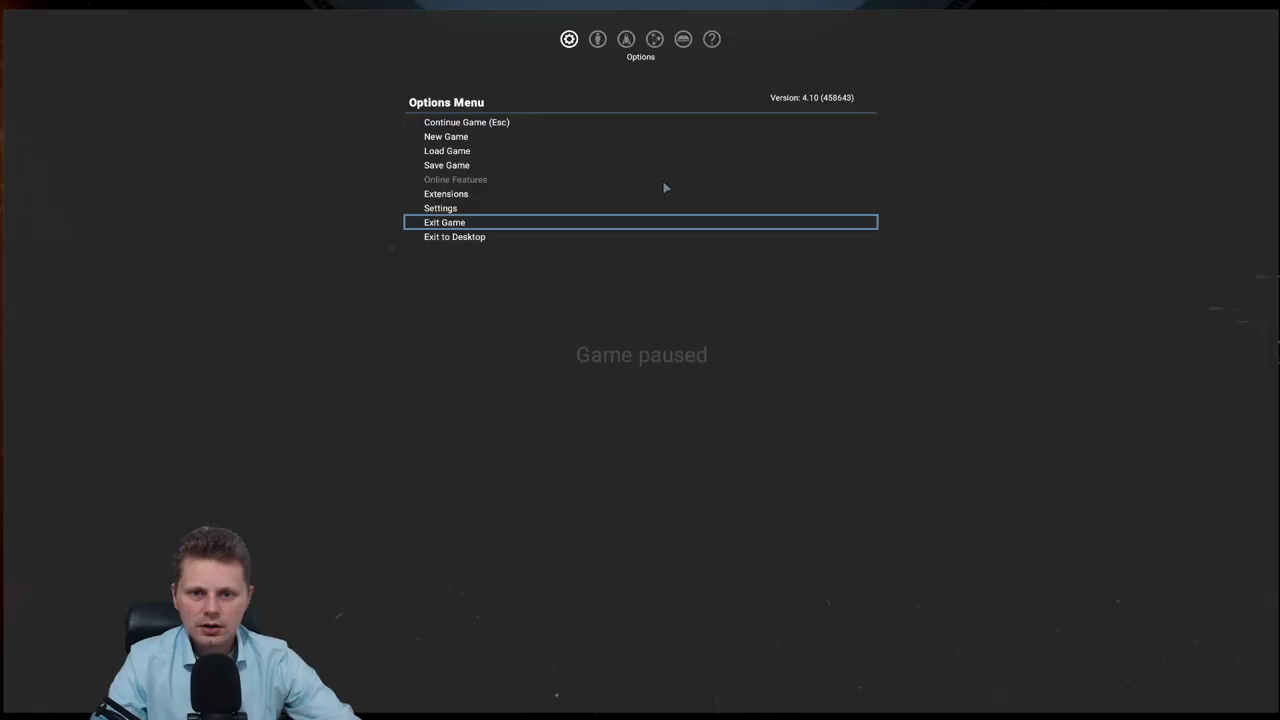 Options
Options Menu
Version: 4.10 (458643)
Continue Game (Esc)
New Game
Load Game
Save Game
Online Features
Extensions
Settings
Exit Game
Exit to Desktop
Game paused